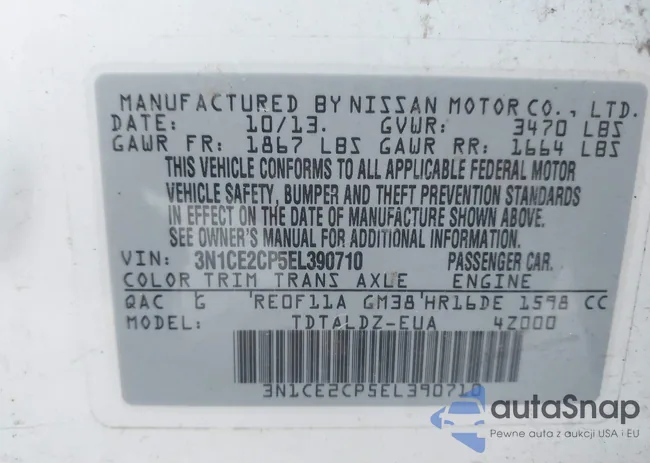 MANUFACTURED BY NISSAN MOTOR CO., LTD.
DATE: 10/13. GVWR: 3470 LBS
GAWR FR: 1867 LBS GAWR RR: 1664 LBS
THIS VEHICLE CONFORMS TO ALL APPLICABLE FEDERAL MOTOR
VEHICLE SAFETY, BUMPER AND THEFT PREVENTION STANDARDS
IN EFFECT ON THE DATE OF MANUFACTURE SHOWN ABOVE.
SEE OWNER'S MANUAL FOR ADDITIONAL INFORMATION.
VIN: 3N1CE2CP5EL390710 PASSENGER CAR.
COLOR TRIM TRANS AXLE ENGINE
QAC G RE0F11A GM38 HR16DE 1598 CC
MODEL: TDTALDZ-EUA 4Z000
3N1CE2CP5EL390710
autaSnap
Pewne auta z aukcji USA i EU